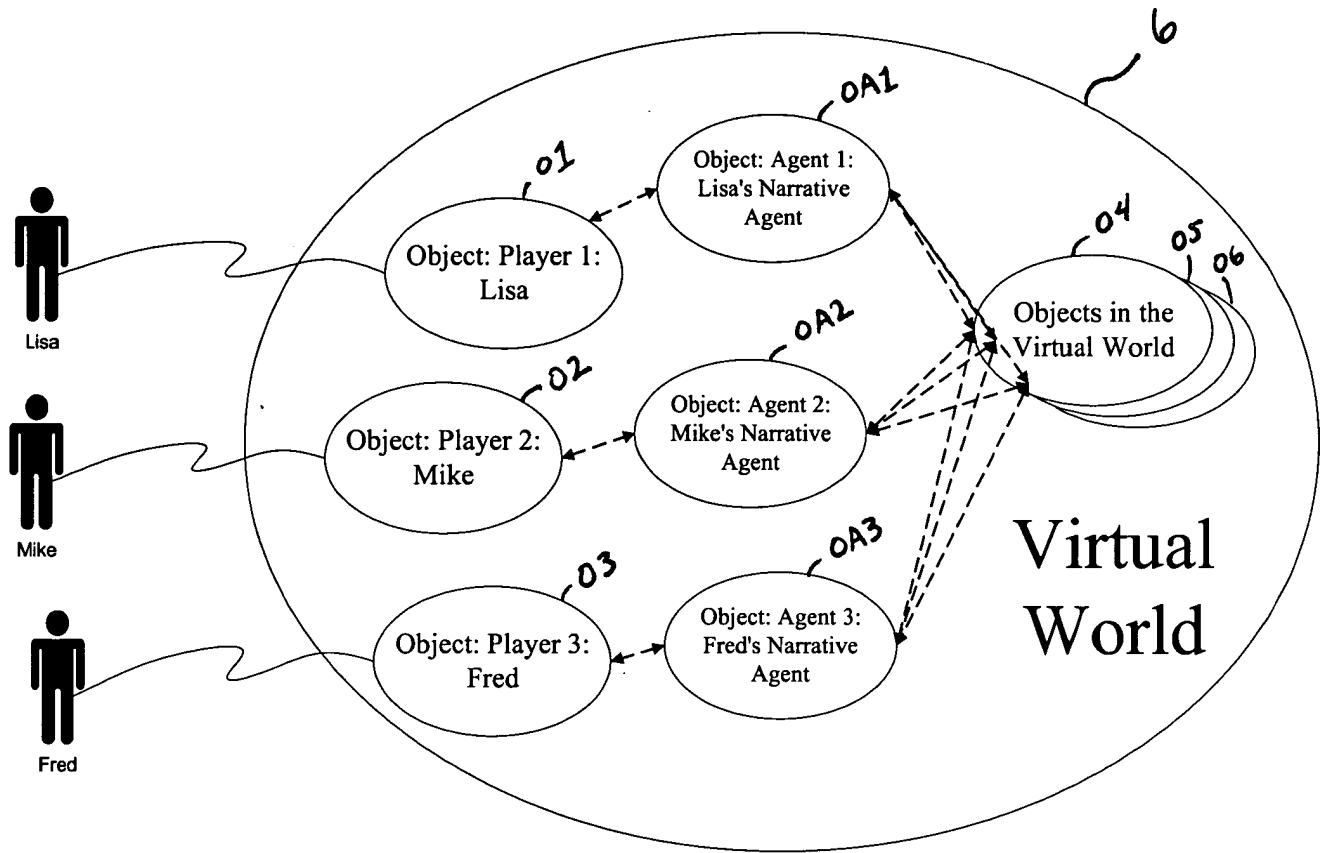 6
OA1
Object: Agent 1:
Lisa's Narrative
Agent
O1
Object: Player 1:
Lisa
O4
O5
O6
Objects in the
Virtual World
Lisa
OA2
Object: Agent 2:
Mike's Narrative
Agent
O2
Object: Player 2:
Mike
Mike
OA3
Object: Agent 3:
Fred's Narrative
Agent
O3
Object: Player 3:
Fred
Fred
Virtual
World